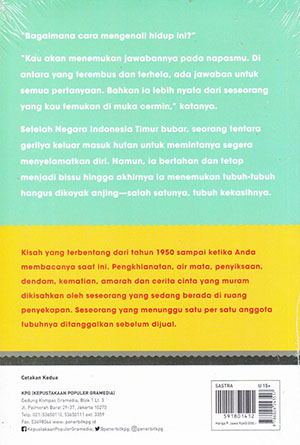 "Bagaimana cara mengenali hidup ini?"
"Kau akan menemukan jawabannya pada napasmu. Di
antara yang terembus dan terhela, ada jawaban untuk
semua pertanyaan. Bahkan ia lebih nyata dari seseorang
yang kau temukan di muka cermin," katanya.
Setelah Negara Indonesia Timur bubar, seorang tentara
gerilya keluar masuk hutan untuk memintanya segera
menyelamatkan diri. Namun, ia bertahan dan tetap
menjadi bissu hingga akhirnya ia menemukan tubuh-tubuh
hangus dikoyak anjing—salah satunya, tubuh kekasihnya.
Kisah yang terbentang dari tahun 1950 sampai ketika Anda
membacanya saat ini. Pengkhianatan, air mata, penyiksaan,
dendam, kematian, amarah dan cerita cinta yang muram
dikisahkan oleh seseorang yang sedang berada di ruang
penyekapan. Seseorang yang menunggu satu per satu anggota
tubuhnya ditanggalkan sebelum dijual.
Cetakan Kedua
KPG (KEPUSTAKAAN POPULER GRAMEDIA)
Gedung Kompas Gramedia, Blok 1 Lt. 3
Jl. Palmerah Barat 29-37, Jakarta 10270
Telp. 021-53650110, 53650111 ext. 3359
Fax. 53698044 www.penerbitkpg.id
KepustakaanPopulerGramedia; @penerbitkpg; penerbitkpg
SASTRA
U 15+
591801412